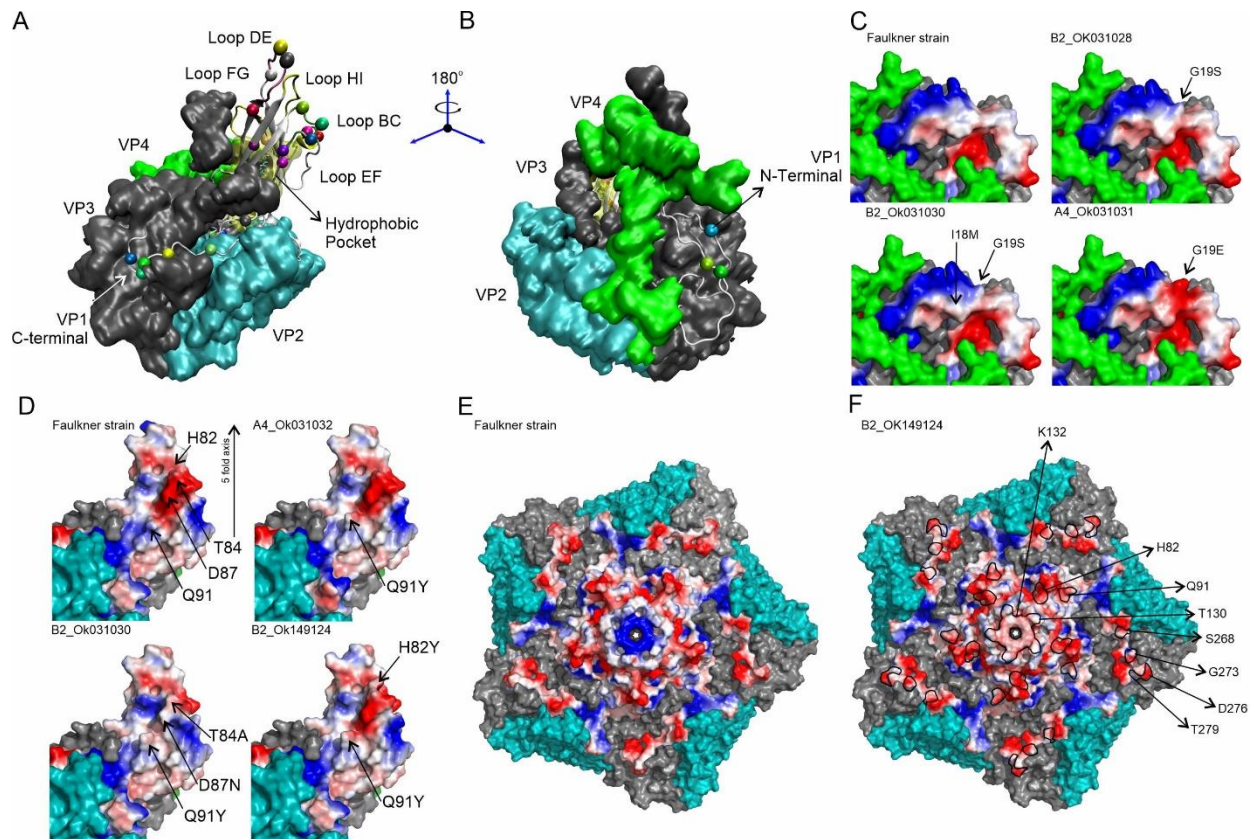 A
Loop DE
Loop FG
Loop HI
VP4
Loop BC
VP3
Loop EF
Hydrophobic
Pocket
VP1
C-terminal
VP2
180°
B
VP4
VP3
VP1
N-Terminal
VP2
C
Faulkner strain
B2_OK031028
G19S
B2_Ok031030
A4_Ok031031
I18M
G19S
G19E
D
Faulkner strain
A4_Ok031032
H82
5 fold axis
T84
D87
Q91
Q91Y
B2_Ok031030
B2_Ok149124
H82Y
T84A
D87N
Q91Y
Q91Y
E
Faulkner strain
F
B2_OK149124
K132
H82
Q91
T130
S268
G273
D276
T279